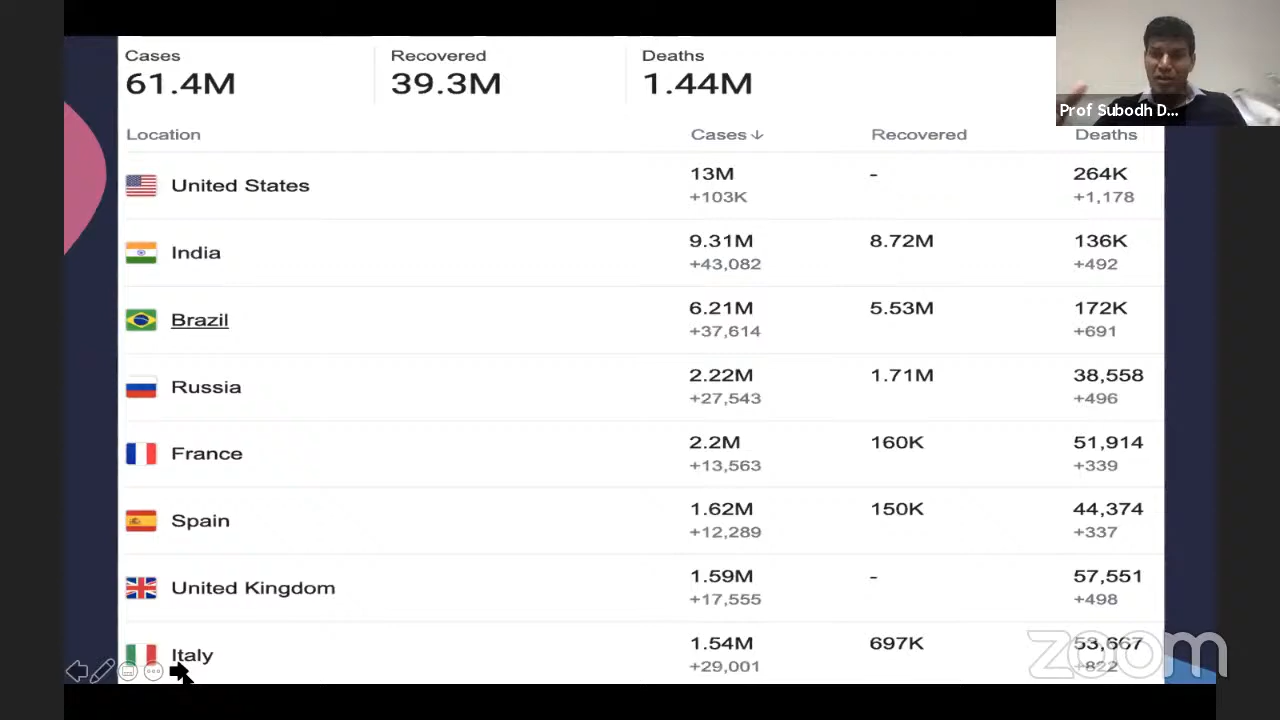 Cases Recovered Deaths
61.4M 39.3M 1.44M
Prof Subodh D...
Location Cases↓ Recovered Deaths
United States 13M - 264K
+103K +1,178
India 9.31M 8.72M 136K
+43,082 +492
Brazil 6.21M 5.53M 172K
+37,614 +691
Russia 2.22M 1.71M 38,558
+27,543 +496
France 2.2M 160K 51,914
+13,563 +339
Spain 1.62M 150K 44,374
+12,289 +337
United Kingdom 1.59M - 57,551
+17,555 +498
Italy 1.54M 697K 53,667
+29,001 +822
zoom